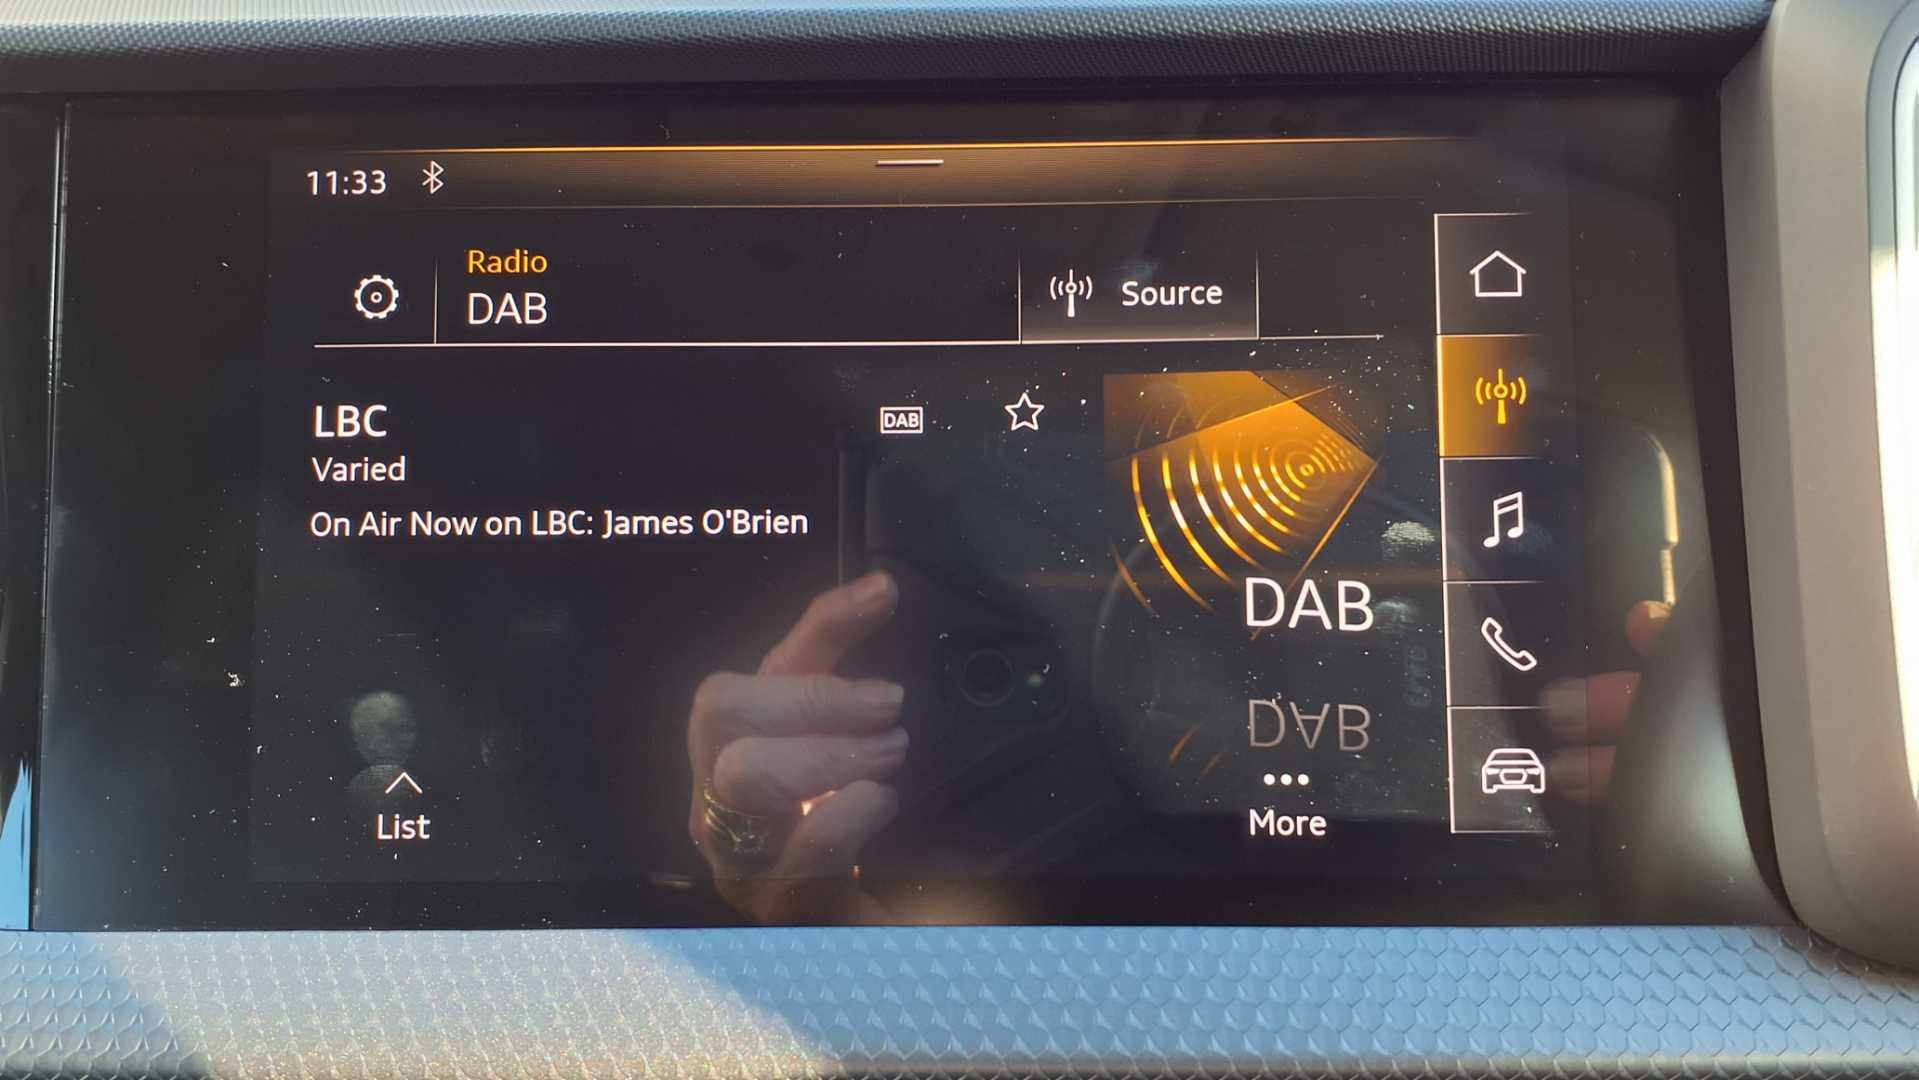 11:33
Radio
DAB
Source
LBC
DAB
Varied
On Air Now on LBC: James O'Brien
DAB
DAB
More
List